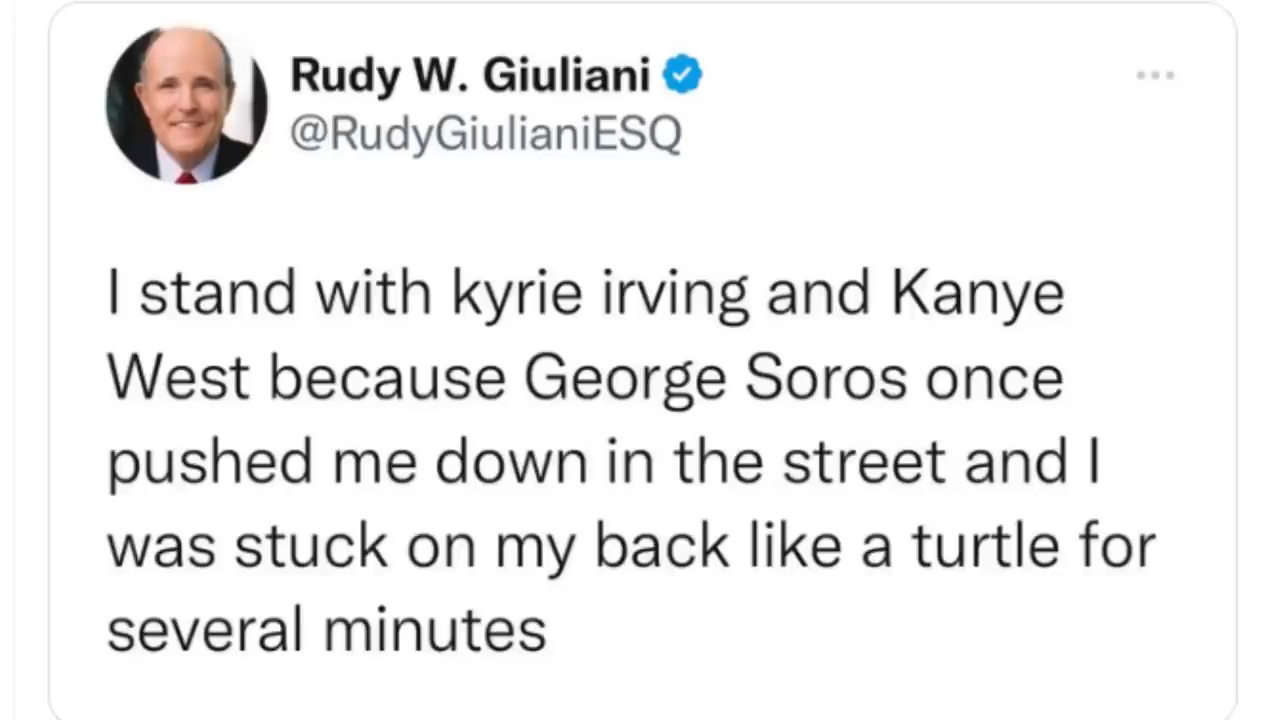 Rudy W. Giuliani
@RudyGiulianiESQ
I stand with kyrie irving and Kanye
West because George Soros once
pushed me down in the street and I
was stuck on my back like a turtle for
several minutes